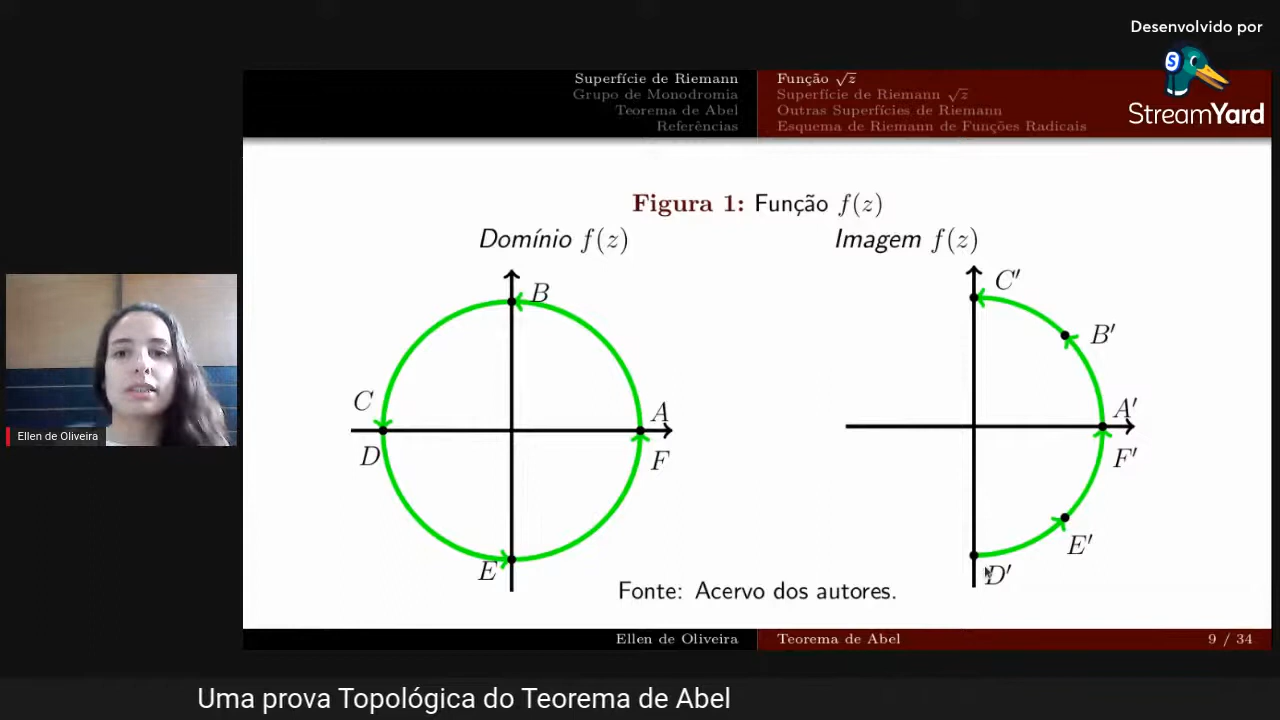 Desenvolvido por
StreamYard
Superfície de Riemann
Grupo de Monodromia
Teorema de Abel
Referências
Função √z
Superfície de Riemann √z
Outras Superfícies de Riemann
Esquema de Riemann de Funções Radicais
Figura 1: Função f(z)
Domínio f(z)
Imagem f(z)
B
C
A
D
F
E
C′
B′
A′
F′
E′
D′
Fonte: Acervo dos autores.
Ellen de Oliveira
Ellen de Oliveira
Teorema de Abel
9 / 34
Uma prova Topológica do Teorema de Abel